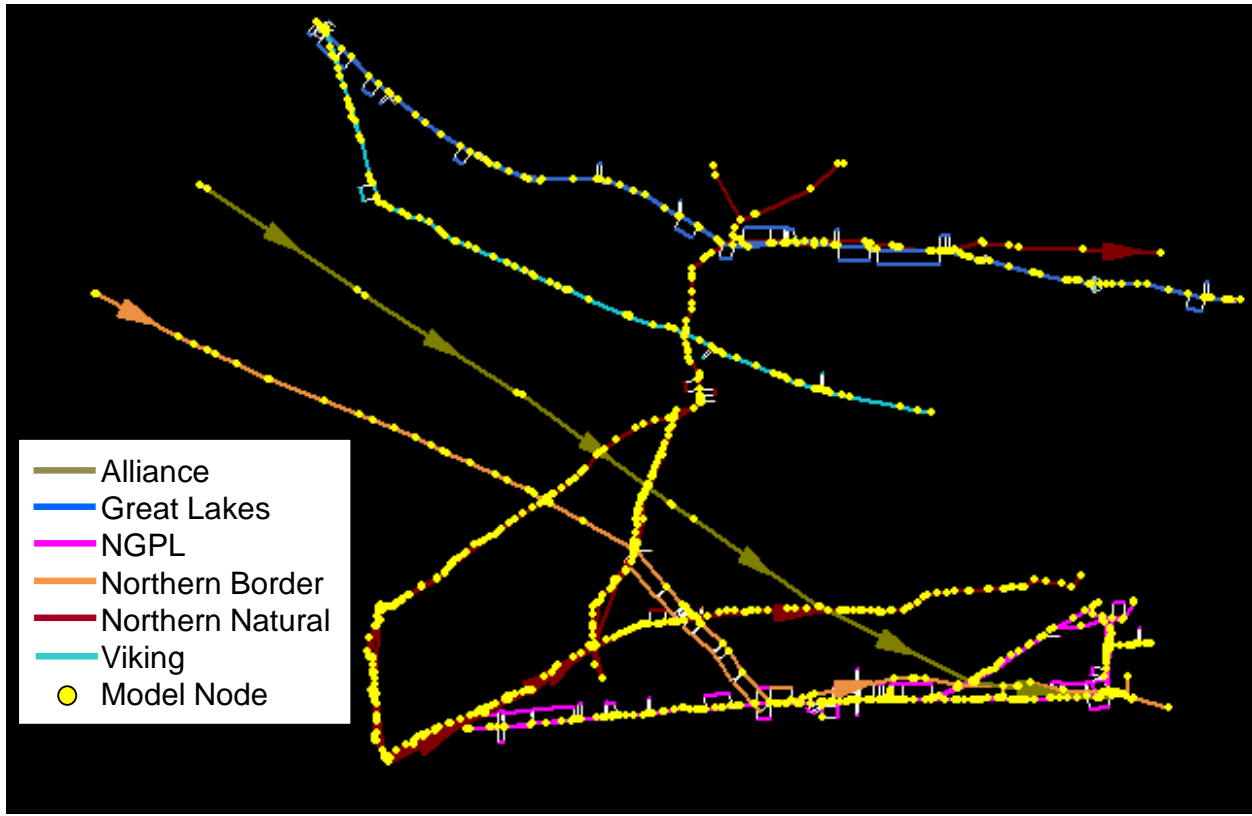 Alliance
Great Lakes
NGPL
Northern Border
Northern Natural
Viking
Model Node